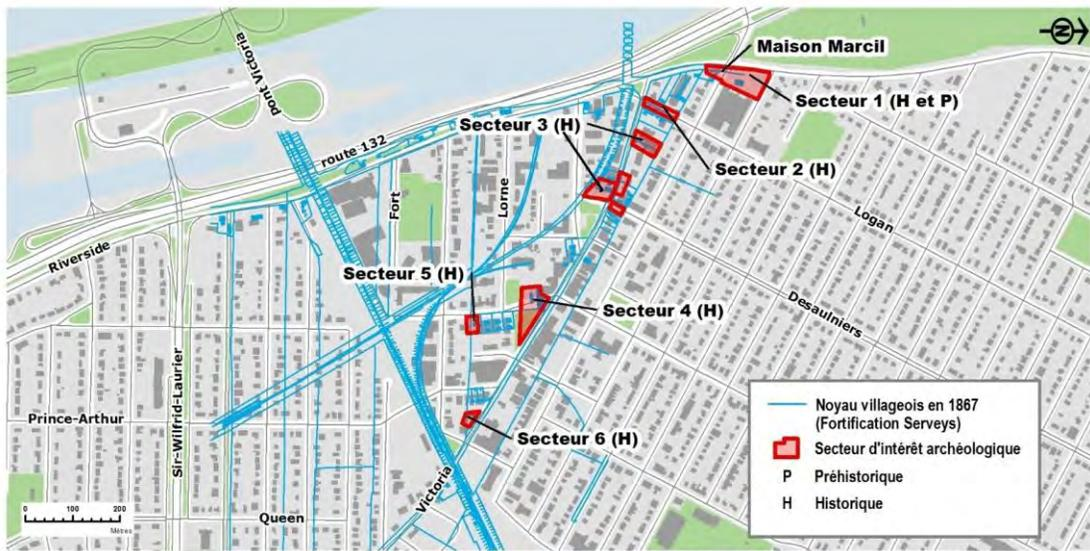 N
Maison Marcil
pont Victoria
Secteur 1 (H et P)
Secteur 3 (H)
route 132
Secteur 2 (H)
Fort
Lorne
Logan
Riverside
Secteur 5 (H)
Desaulniers
Secteur 4 (H)
Sir-Wilfrid-Laurier
Prince-Arthur
Secteur 6 (H)
Victoria
Queen
0 100 200
Mètres
Noyau villageois en 1867
(Fortification Serveys)
Secteur d'intérêt archéologique
P Préhistorique
H Historique